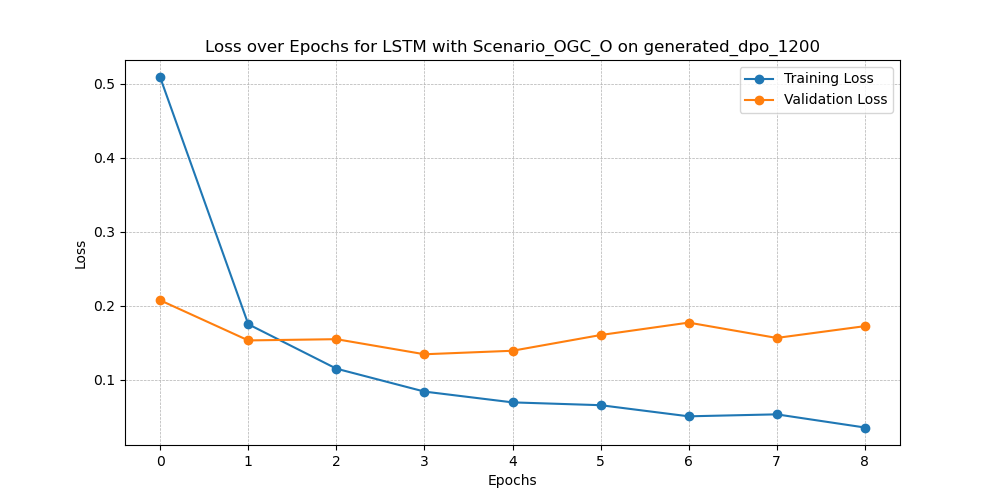 Loss over Epochs for LSTM with Scenario_OGC_O on generated_dpo_1200
Training Loss
Validation Loss
Loss
0.5
0.4
0.3
0.2
0.1
0 1 2 3 4 5 6 7 8
Epochs